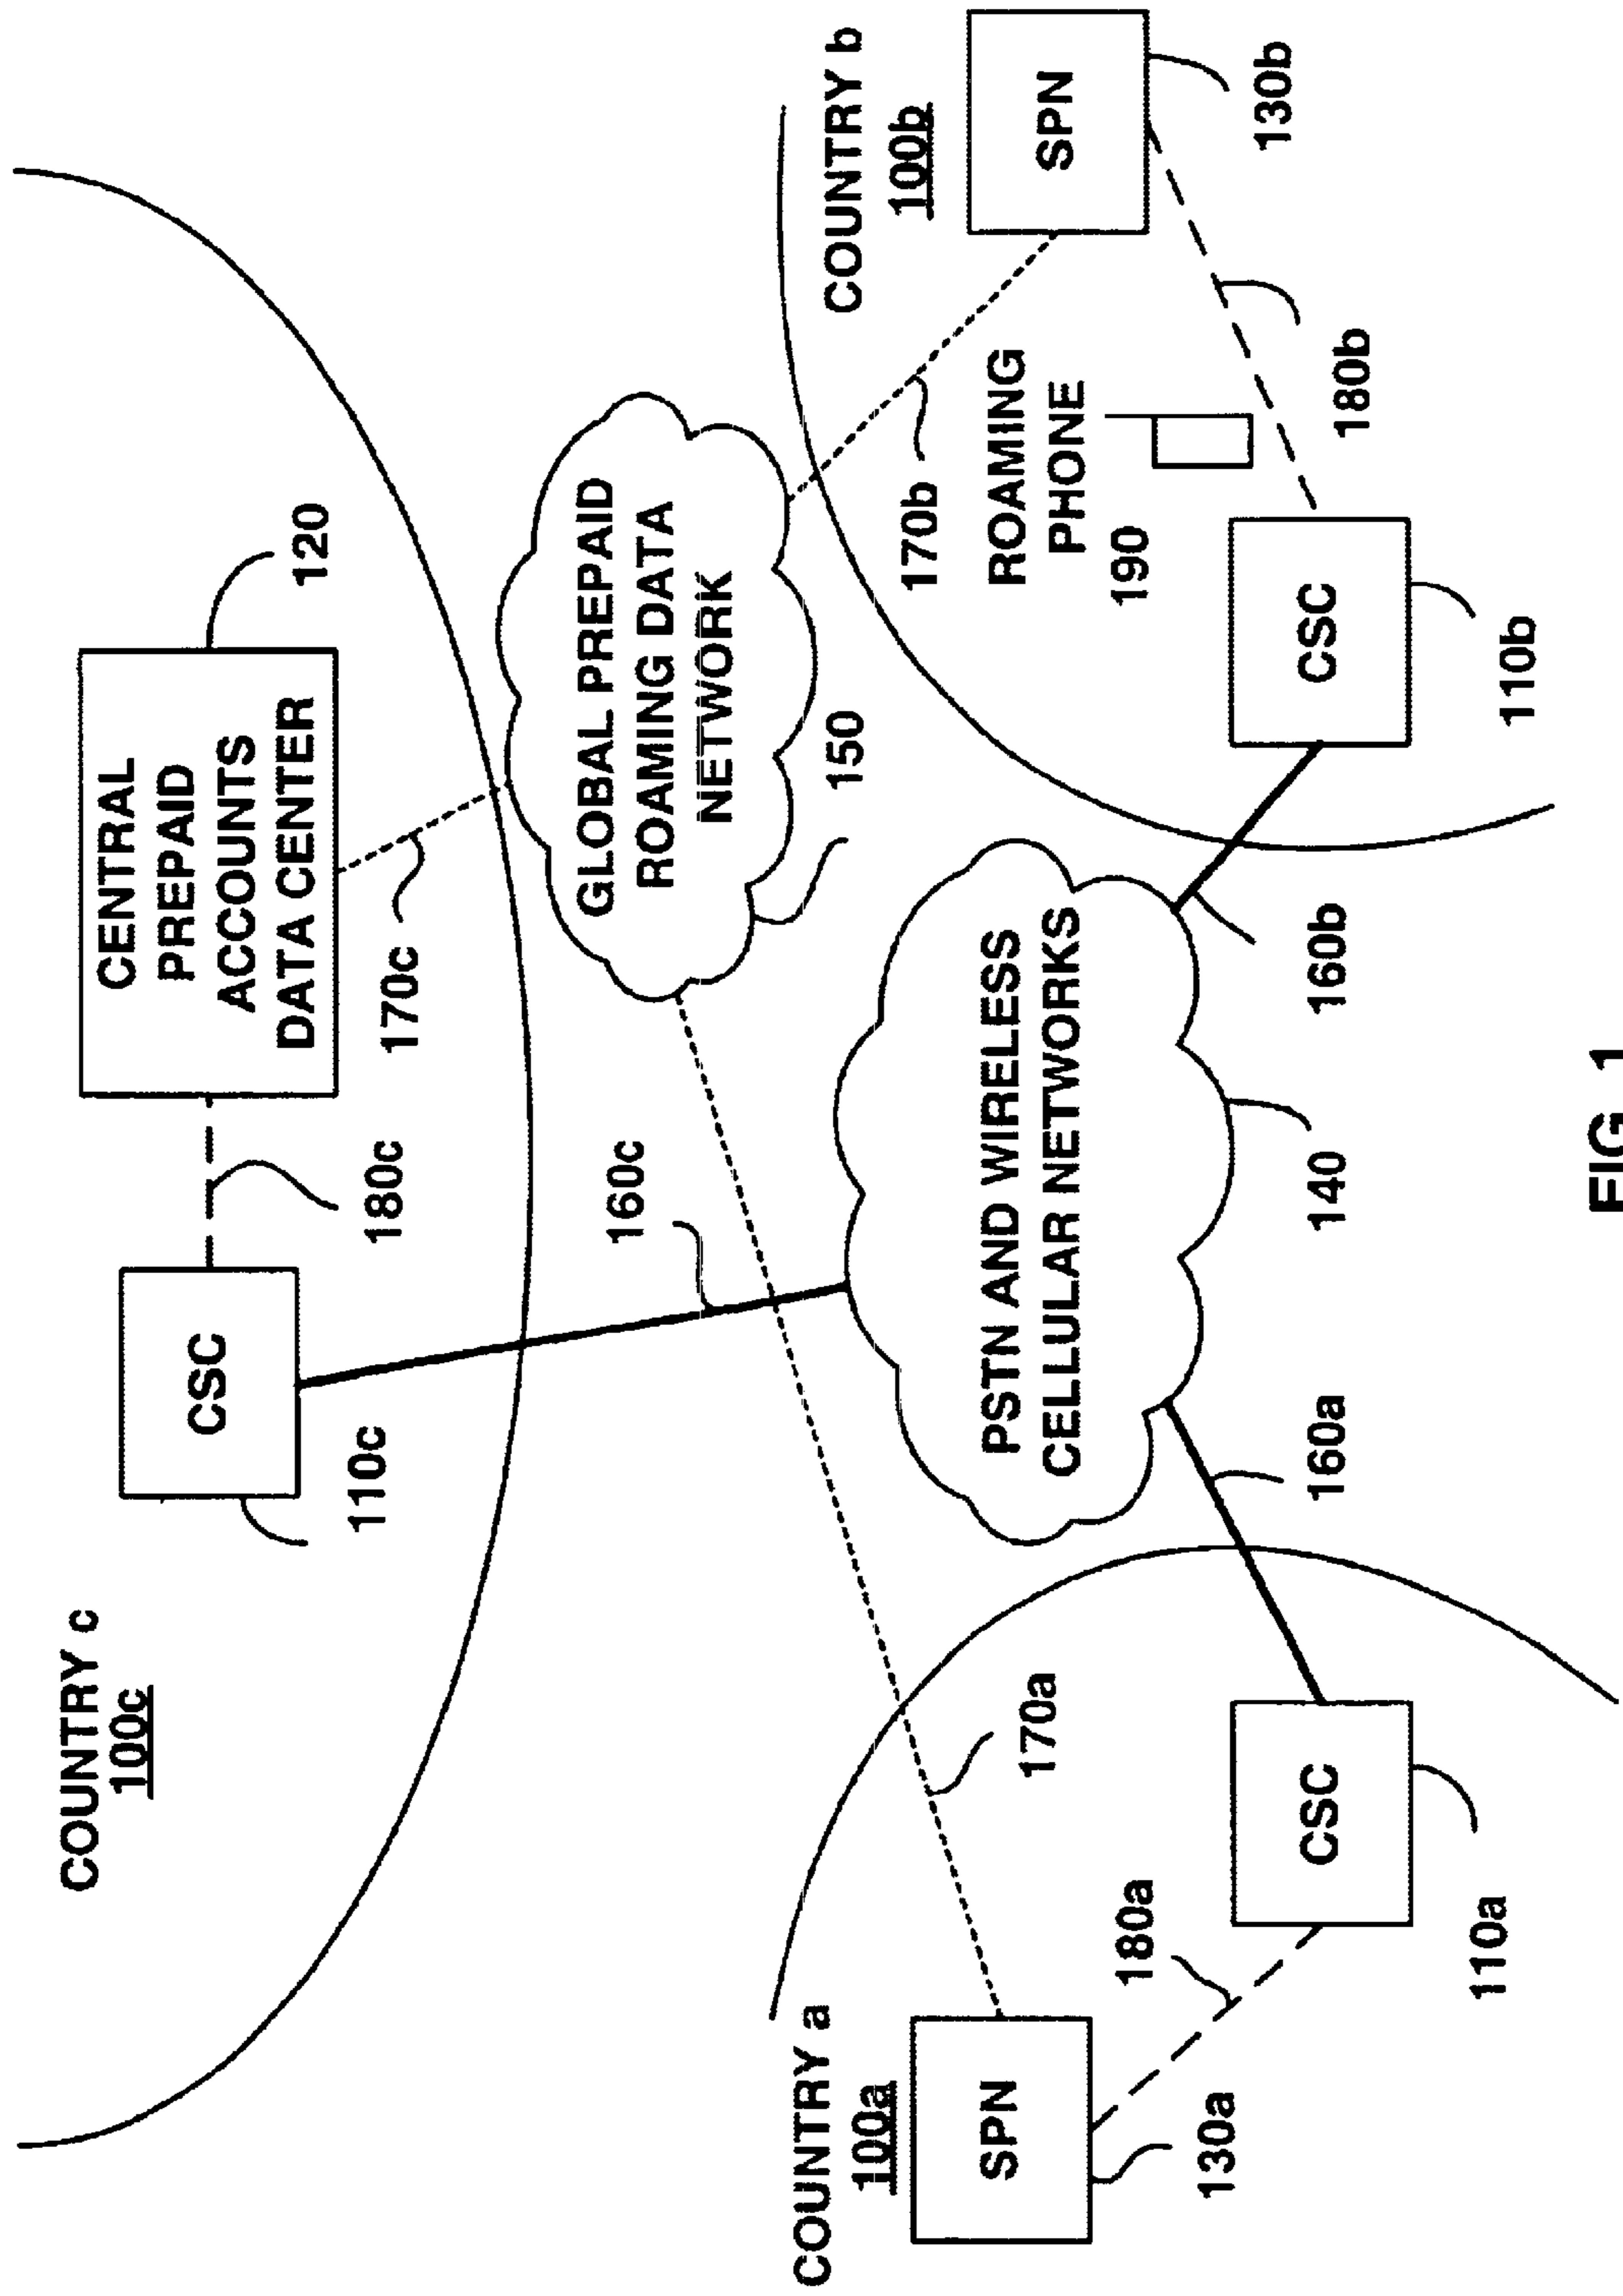 COUNTRY c
100c
CSC
110c
180c
CENTRAL
PREPAID
ACCOUNTS
DATA CENTER
120
170c
160c
GLOBAL PREPAID
ROAMING DATA
NETWORK
150
COUNTRY a
100a
SPN
130a
180a
170a
CSC
110a
160a
PSTN AND WIRELESS
CELLULAR NETWORKS
140
160b
COUNTRY b
100b
SPN
130b
170b
ROAMING
PHONE
190
180b
CSC
110b
FIG. 1